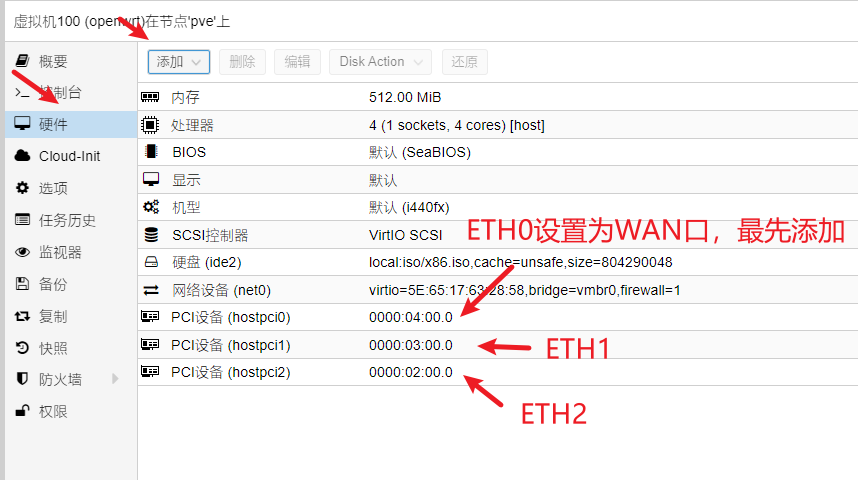 虚拟机100 (openwrt)在节点'pve'上
概要
控制台
硬件
Cloud-Init
选项
任务历史
监视器
备份
复制
快照
防火墙
权限
添加 删除 编辑 Disk Action 还原
内存 512.00 MiB
处理器 4 (1 sockets, 4 cores) [host]
BIOS 默认 (SeaBIOS)
显示 默认
机型 默认 (i440fx)
SCSI控制器 VirtIO SCSI
ETH0设置为WAN口，最先添加
硬盘 (ide2) local:iso/x86.iso,cache=unsafe,size=804290048
网络设备 (net0) virtio=5E:65:17:63:28:58,bridge=vmbr0,firewall=1
PCI设备 (hostpci0) 0000:04:00.0
PCI设备 (hostpci1) 0000:03:00.0
ETH1
PCI设备 (hostpci2) 0000:02:00.0
ETH2